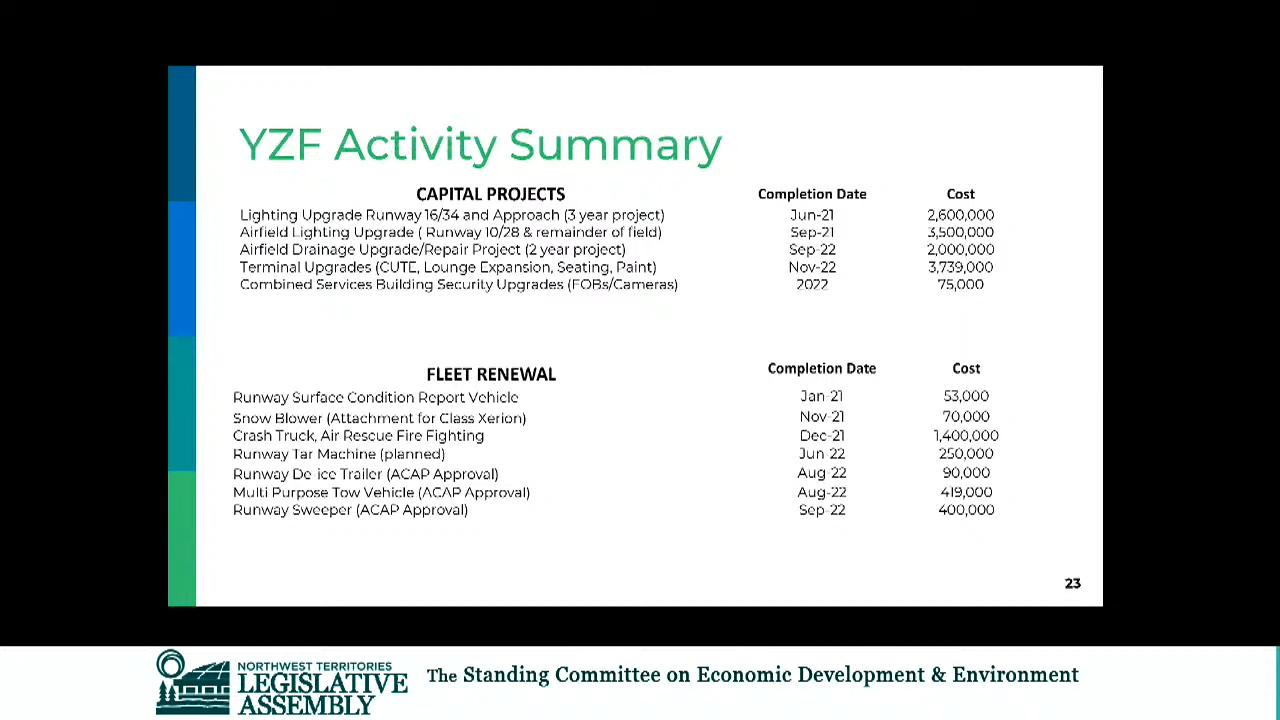 YZF Activity Summary
CAPITAL PROJECTS Completion Date Cost
Lighting Upgrade Runway 16/34 and Approach (3 year project) Jun-21 2,600,000
Airfield Lighting Upgrade ( Runway 10/28 & remainder of field) Sep-21 3,500,000
Airfield Drainage Upgrade/Repair Project (2 year project) Sep-22 2,000,000
Terminal Upgrades (CUTE, Lounge Expansion, Seating, Paint) Nov-22 3,739,000
Combined Services Building Security Upgrades (FOBs/Cameras) 2022 75,000
FLEET RENEWAL Completion Date Cost
Runway Surface Condition Report Vehicle Jan-21 53,000
Snow Blower (Attachment for Class Xerion) Nov-21 70,000
Crash Truck, Air Rescue Fire Fighting Dec-21 1,400,000
Runway Tar Machine (planned) Jun-22 250,000
Runway De-ice Trailer (ACAP Approval) Aug-22 90,000
Multi Purpose Tow Vehicle (ACAP Approval) Aug-22 419,000
Runway Sweeper (ACAP Approval) Sep-22 400,000
23
NORTHWEST TERRITORIES
LEGISLATIVE
ASSEMBLY
The Standing Committee on Economic Development & Environment